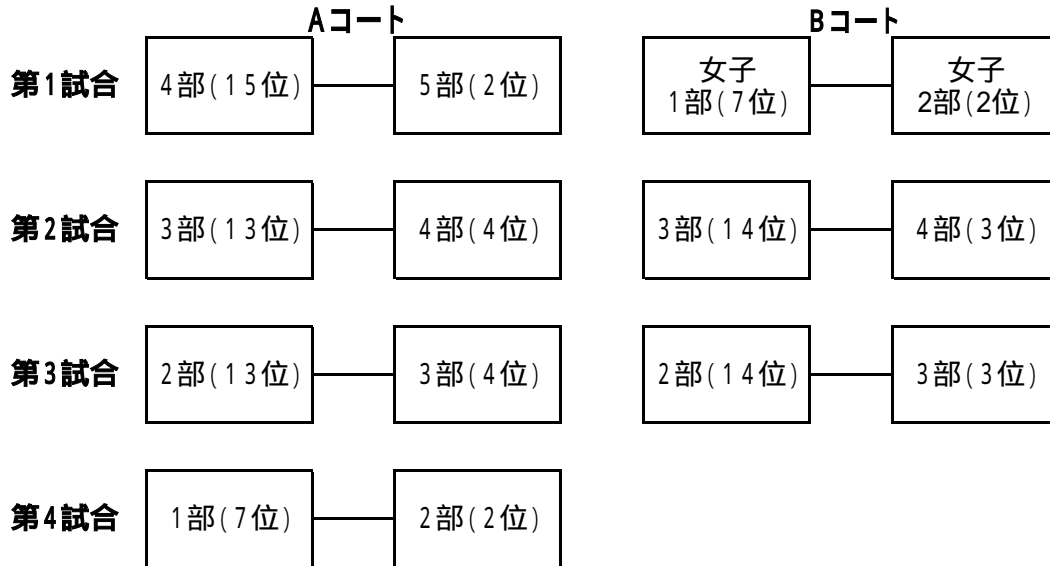 Aコート Bコート
第1試合 4部(15位) 5部(2位) 女子 1部(7位) 女子 2部(2位)
第2試合 3部(13位) 4部(4位) 3部(14位) 4部(3位)
第3試合 2部(13位) 3部(4位) 2部(14位) 3部(3位)
第4試合 1部(7位) 2部(2位)